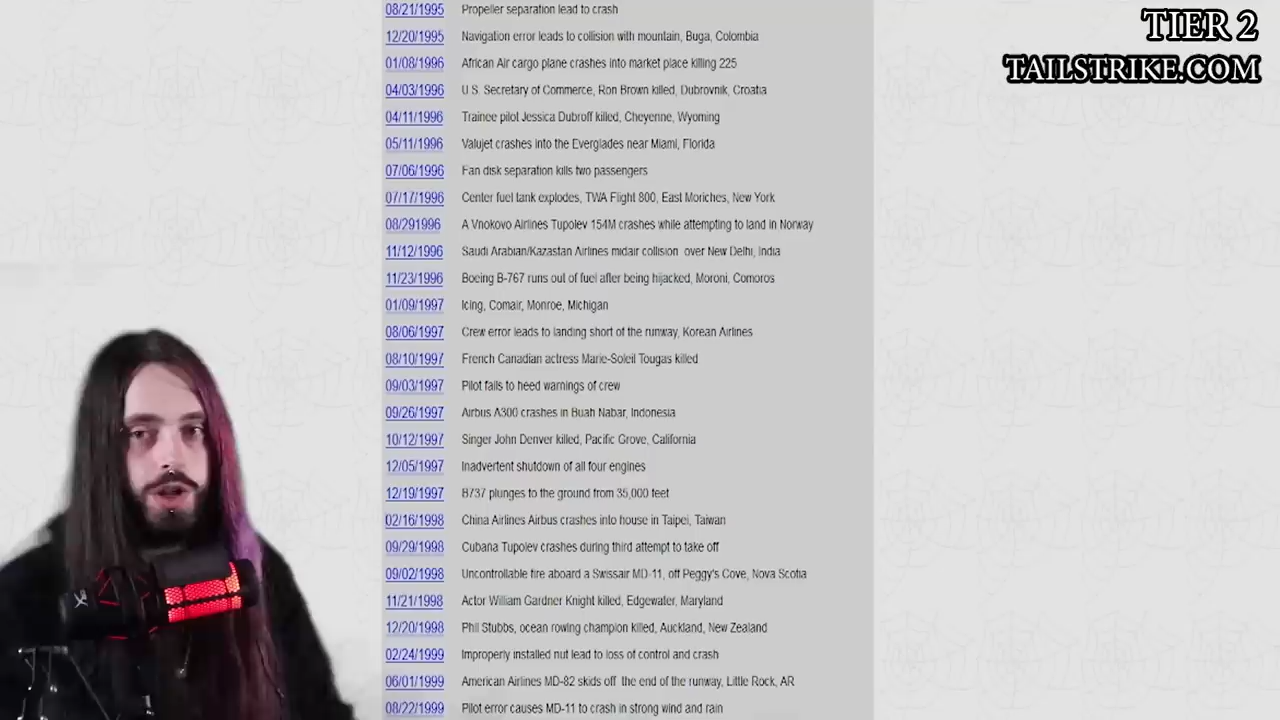 TIER 2
TAILSTRIKE.COM
08/21/1995 Propeller separation lead to crash
12/20/1995 Navigation error leads to collision with mountain, Buga, Colombia
01/08/1996 African Air cargo plane crashes into market place killing 225
04/03/1996 U.S. Secretary of Commerce, Ron Brown killed, Dubrovnik, Croatia
04/11/1996 Trainee pilot Jessica Dubroff killed, Cheyenne, Wyoming
05/11/1996 Valujet crashes into the Everglades near Miami, Florida
07/06/1996 Fan disk separation kills two passengers
07/17/1996 Center fuel tank explodes, TWA Flight 800, East Moriches, New York
08/291996 A Vnokovo Airlines Tupolev 154M crashes while attempting to land in Norway
11/12/1996 Saudi Arabian/Kazastan Airlines midair collision over New Delhi, India
11/23/1996 Boeing B-767 runs out of fuel after being hijacked, Moroni, Comoros
01/09/1997 Icing, Comair, Monroe, Michigan
08/06/1997 Crew error leads to landing short of the runway, Korean Airlines
08/10/1997 French Canadian actress Marie-Soleil Tougas killed
09/03/1997 Pilot fails to heed warnings of crew
09/26/1997 Airbus A300 crashes in Buah Nabar, Indonesia
10/12/1997 Singer John Denver killed, Pacific Grove, California
12/05/1997 Inadvertent shutdown of all four engines
12/19/1997 B737 plunges to the ground from 35,000 feet
02/16/1998 China Airlines Airbus crashes into house in Taipei, Taiwan
09/29/1998 Cubana Tupolev crashes during third attempt to take off
09/02/1998 Uncontrollable fire aboard a Swissair MD-11, off Peggy's Cove, Nova Scotia
11/21/1998 Actor William Gardner Knight killed, Edgewater, Maryland
12/20/1998 Phil Stubbs, ocean rowing champion killed, Auckland, New Zealand
02/24/1999 Improperly installed nut lead to loss of control and crash
06/01/1999 American Airlines MD-82 skids off the end of the runway, Little Rock, AR
08/22/1999 Pilot error causes MD-11 to crash in strong wind and rain